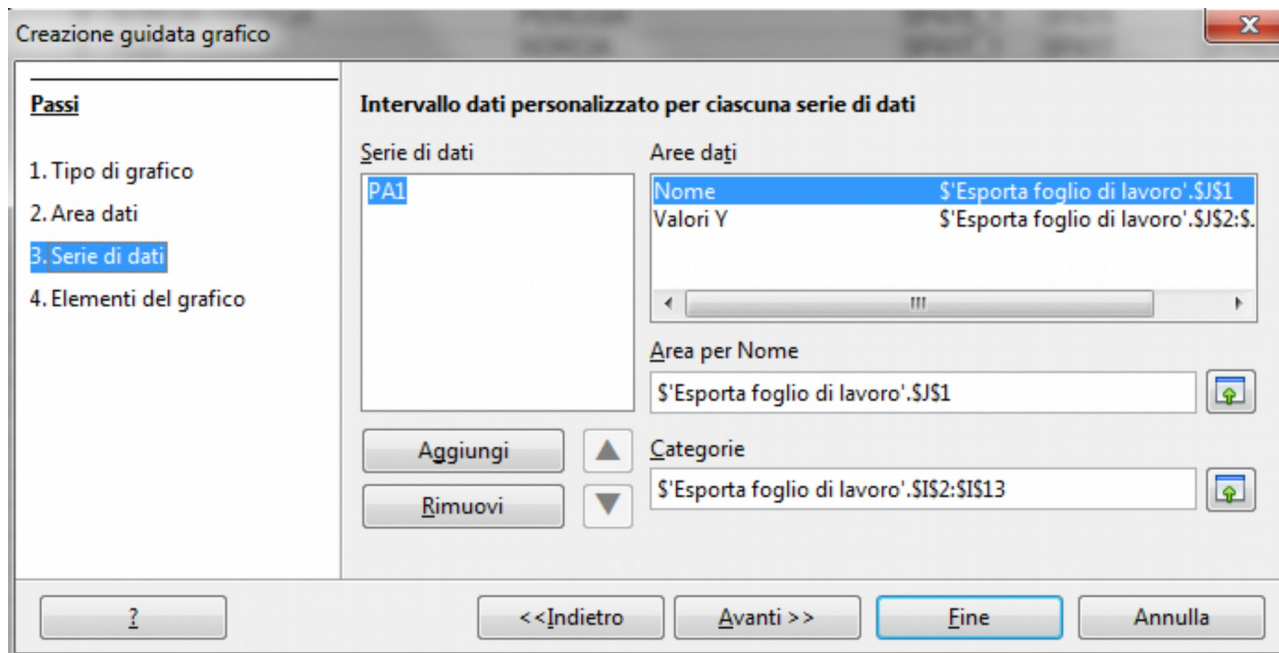 Creazione guidata grafico
X
Passi
1. Tipo di grafico
2. Area dati
3. Serie di dati
4. Elementi del grafico
Intervallo dati personalizzato per ciascuna serie di dati
Serie di dati
PA1
Aggiungi
Rimuovi
Aree dati
Nome $'Esporta foglio di lavoro'.$J$1
Valori Y $'Esporta foglio di lavoro'.$J$2:$.
Area per Nome
$'Esporta foglio di lavoro'.$J$1
Categorie
$'Esporta foglio di lavoro'.$I$2:$I$13
?
<<Indietro
Avanti >>
Fine
Annulla